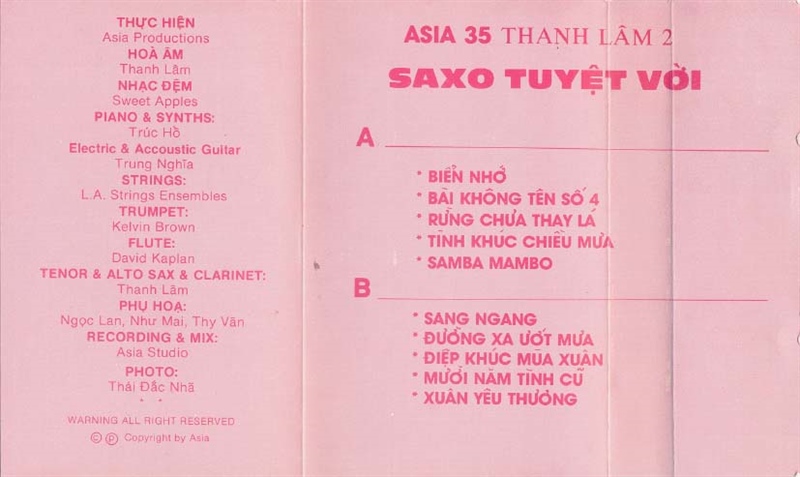 THỰC HIỆN
Asia Productions
HOÀ ÂM
Thanh Lâm
NHẠC ĐỆM
Sweet Apples
PIANO & SYNTHS:
Trúc Hồ
Electric & Accoustic Guitar
Trung Nghĩa
STRINGS:
L.A. Strings Ensembles
TRUMPET:
Kelvin Brown
FLUTE:
David Kaplan
TENOR & ALTO SAX & CLARINET:
Thanh Lâm
PHỤ HOẠ:
Ngọc Lan, Như Mai, Thy Vân
RECORDING & MIX:
Asia Studio
PHOTO:
Thái Đắc Nhã
WARNING ALL RIGHT RESERVED
©℗ Copyright by Asia
ASIA 35 THANH LÂM 2
SAXO TUYỆT VỜI
A
• BIỂN NHỚ
• BÀI KHÔNG TÊN SỐ 4
• RỪNG CHƯA THAY LÁ
• TÌNH KHÚC CHIỀU MƯA
• SAMBA MAMBO
B
• SANG NGANG
• ĐƯỜNG XA ƯỚT MƯA
• ĐIỆP KHÚC MÙA XUÂN
• MƯỜI NĂM TÌNH CŨ
• XUÂN YÊU THƯƠNG